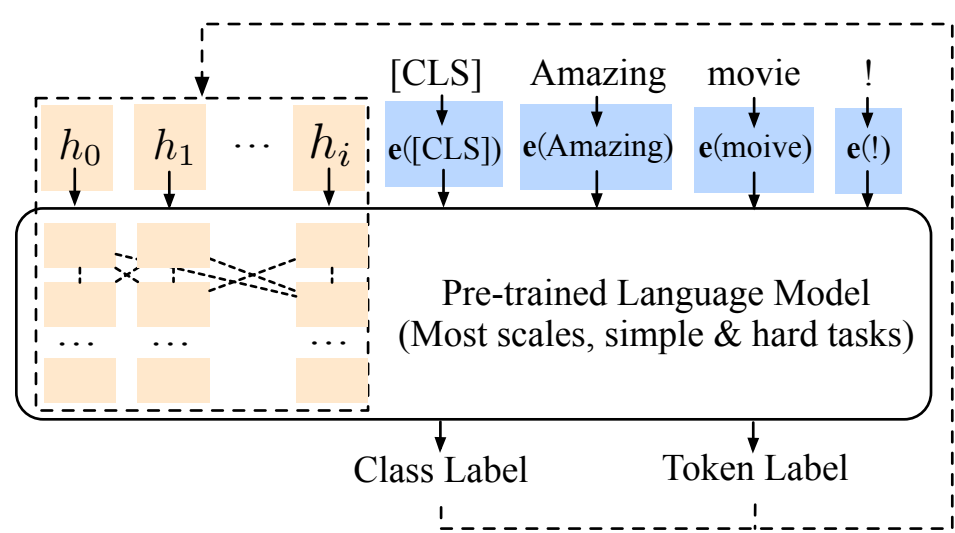 [CLS] Amazing movie !
h₀ h₁ ... hᵢ e([CLS]) e(Amazing) e(moive) e(!)
Pre-trained Language Model
(Most scales, simple & hard tasks)
... ... ...
Class Label Token Label